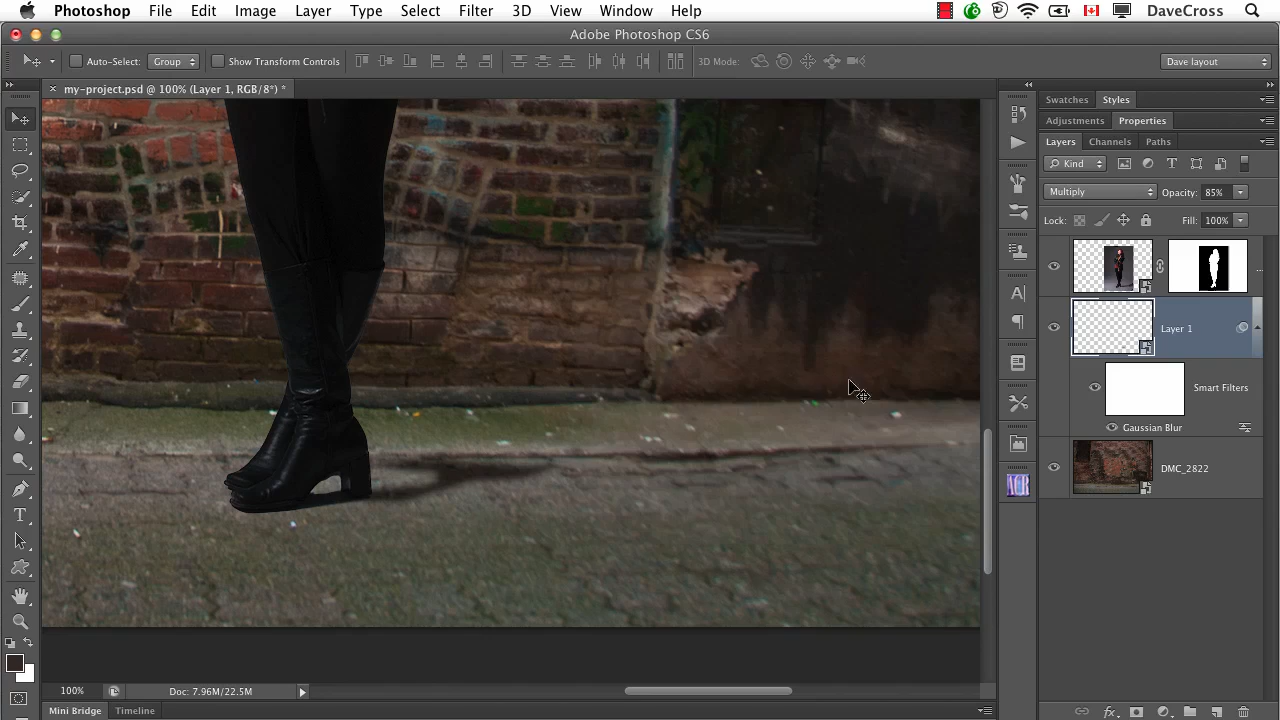 Photoshop File Edit Image Layer Type Select Filter 3D View Window Help DaveCross
Adobe Photoshop CS6
Auto-Select: Group Show Transform Controls 3D Mode: Dave layout
× my-project.psd @ 100% (Layer 1, RGB/8*) *
Swatches Styles
Adjustments Properties
Layers Channels Paths
Kind
Multiply Opacity: 85%
Lock: Fill: 100%
...
Layer 1
Smart Filters
Gaussian Blur
DMC_2822
A|
ACR
T
100% Doc: 7.96M/22.5M
Mini Bridge Timeline
fx